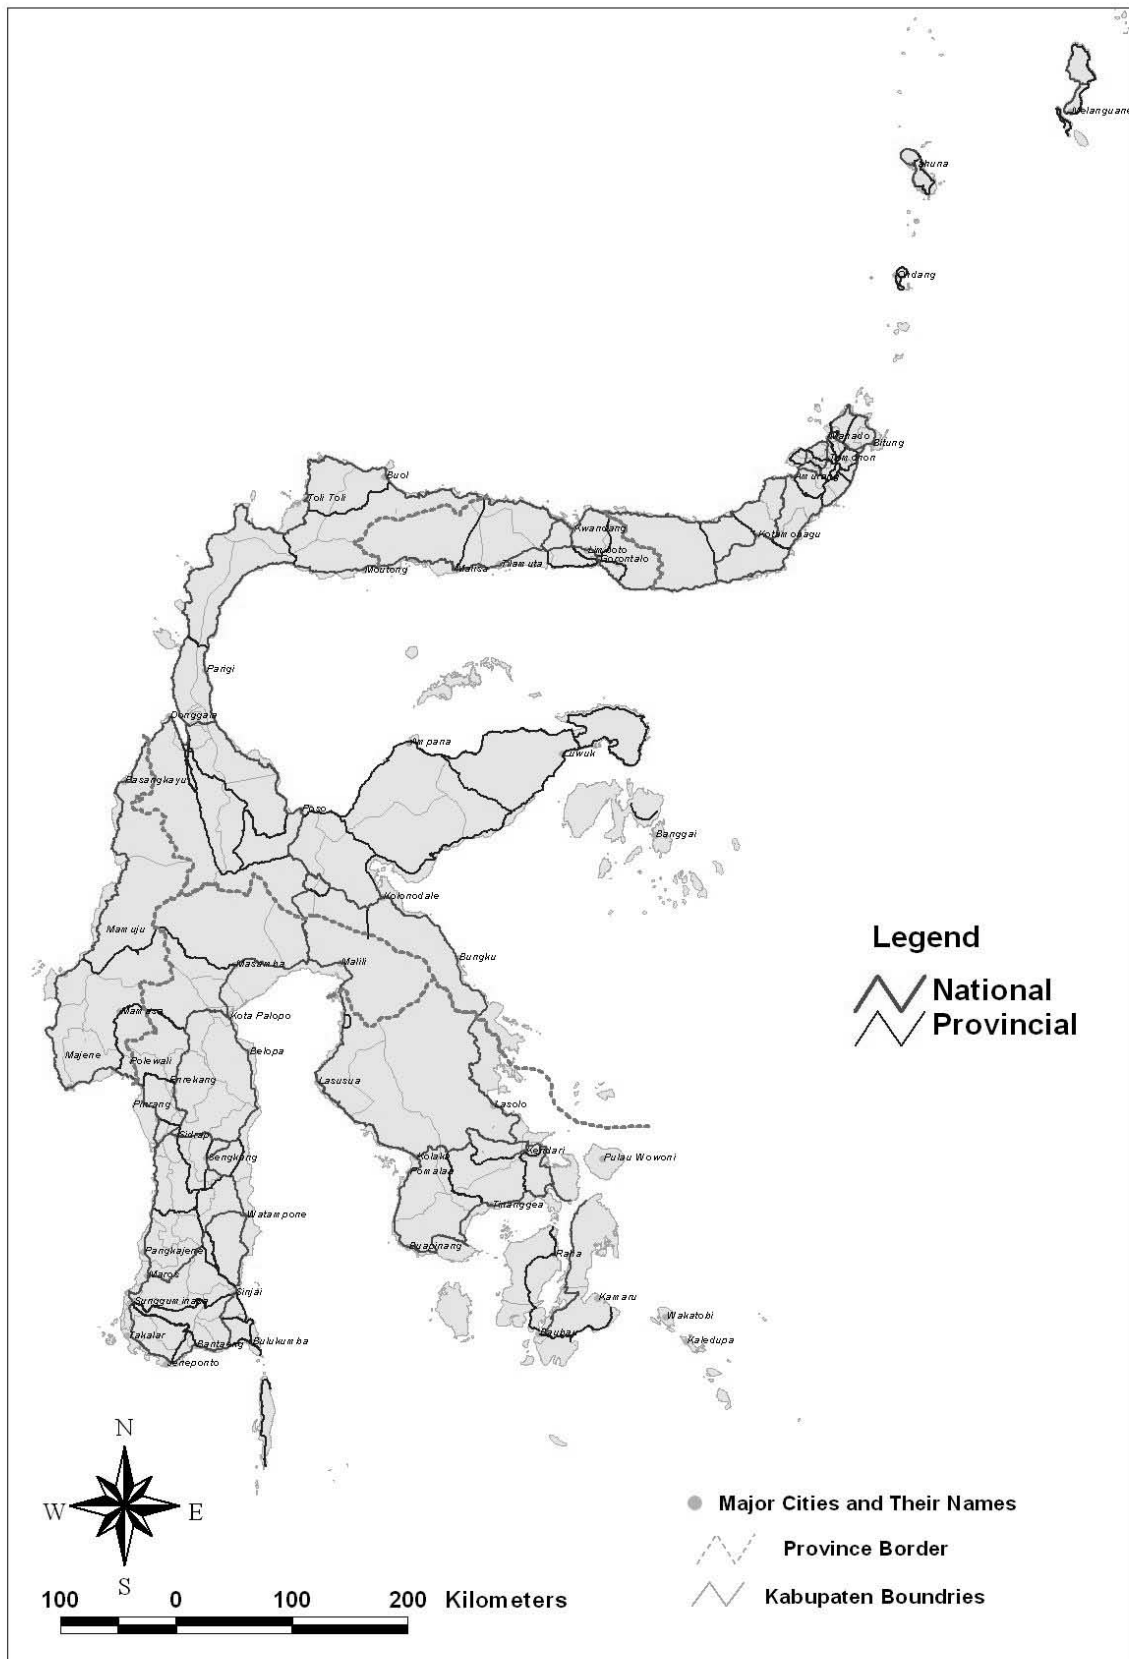 Melanguane
Tahuna
Ondang
Manado
Bitung
Tomohon
Amurang
Buol
Toli Toli
Kwandang
Kotamobagu
Limboto
Gorontalo
Tilamuta
Moutong
Marisa
Parigi
Donggala
Ampana
Luwuk
Basangkayu
Poso
Banggai
Kolonodale
Mamuju
Bungku
Malili
Masamba
Mamasa
Kota Palopo
Belopa
Majene
Polewali
Enrekang
Lasusua
Pinrang
Lasolo
Sidrap
Sengkang
Kolaka
Kendari
Pulau Wowoni
Pomalaa
Tinanggea
Watampone
Pangkajene
Buapinang
Raha
Maros
Sinjai
Kamaru
Sungguminasa
Wakatobi
Takalar
Baubau
Kaledupa
Bantaeng
Bulukumba
Jeneponto
Legend
National
Provincial
N
W
E
S
Major Cities and Their Names
Province Border
Kabupaten Boundries
100 0 100 200 Kilometers